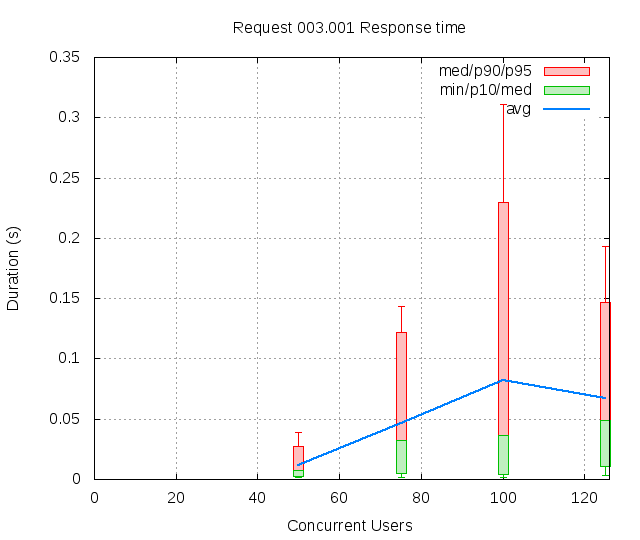 Request 003.001 Response time
0.35
0.3
0.25
0.2
0.15
0.1
0.05
0
Duration (s)
med/p90/p95
min/p10/med
avg
0 20 40 60 80 100 120
Concurrent Users